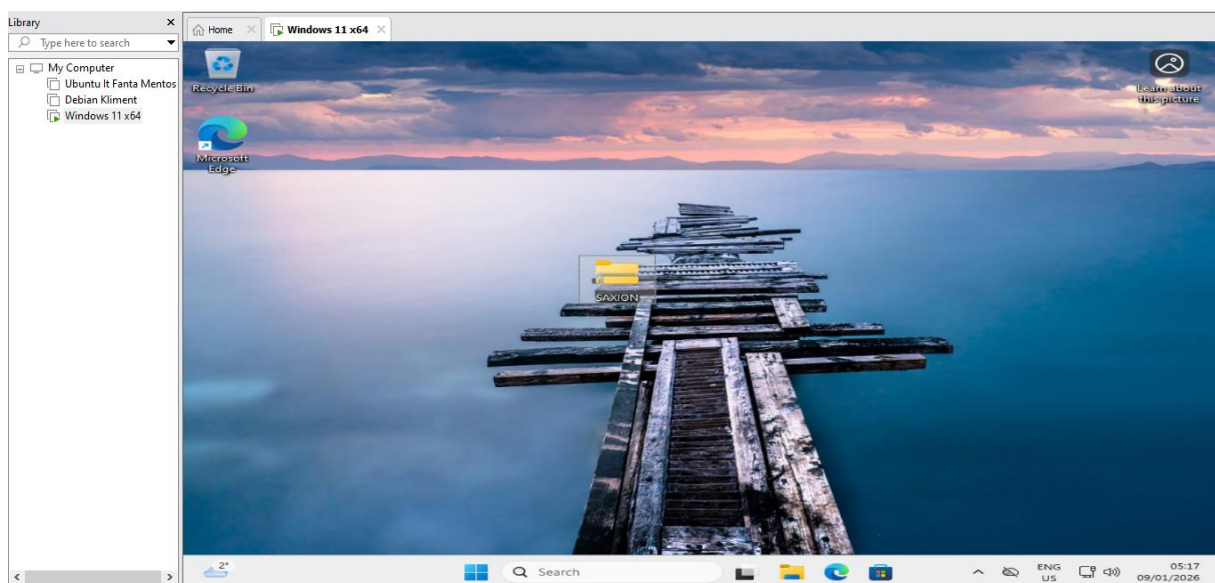 Library
Type here to search
My Computer
Ubuntu It Fanta Mentos
Debian Kliment
Windows 11 x64
Home
Windows 11 x64
Recycle Bin
Microsoft
Edge
Learn about
this picture
SAXION
2°
Search
ENG
US
05:17
09/01/2026